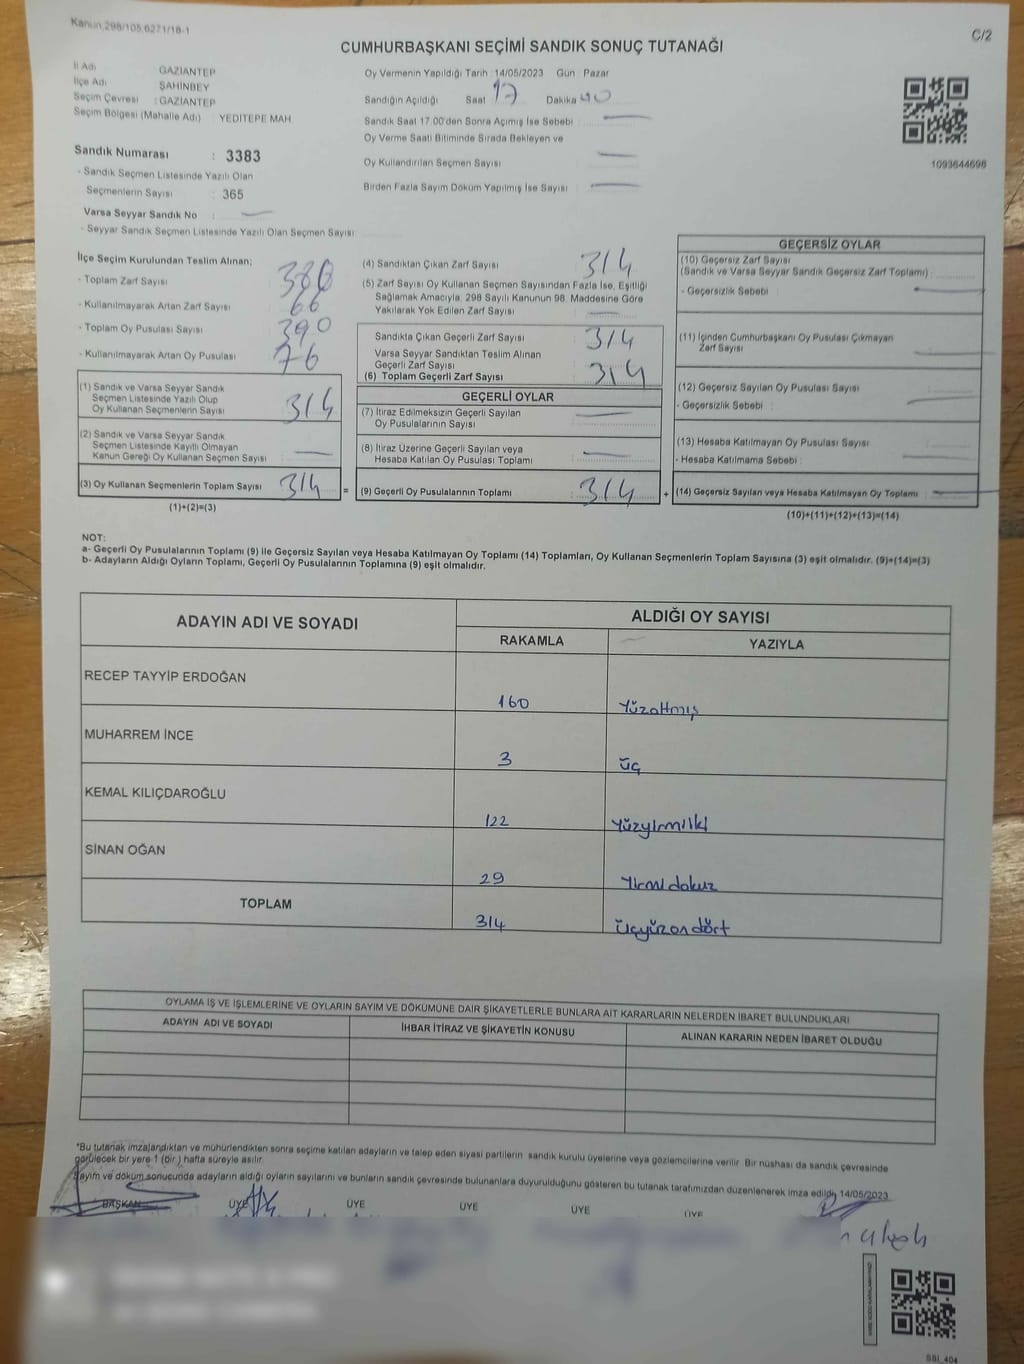 Kanun,298/105,6271/18-1
C/2
CUMHURBAŞKANI SEÇİMİ SANDIK SONUÇ TUTANAĞI
İl Adı GAZİANTEP
İlçe Adı ŞAHİNBEY
Seçim Çevresi : GAZİANTEP
Seçim Bölgesi (Mahalle Adı) YEDİTEPE MAH
Oy Vermenin Yapıldığı Tarih :14/05/2023 Gün : Pazar
Sandığın Açıldığı Saat 17 Dakika 40
Sandık Saat 17.00'den Sonra Açımış İse Sebebi :
Oy Verme Saati Bitiminde Sırada Bekleyen ve
Oy Kullandırılan Seçmen Sayısı
Birden Fazla Sayım Döküm Yapılmış İse Sayısı
1093644696
Sandık Numarası : 3383
- Sandık Seçmen Listesinde Yazılı Olan
Seçmenlerin Sayısı : 365
Varsa Seyyar Sandık No :
- Seyyar Sandık Seçmen Listesinde Yazılı Olan Seçmen Sayısı
İlçe Seçim Kurulundan Teslim Alınan;
- Toplam Zarf Sayısı 380
- Kullanılmayarak Artan Zarf Sayısı 66
- Toplam Oy Pusulası Sayısı 390
- Kullanılmayarak Artan Oy Pusulası 76
(1) Sandık ve Varsa Seyyar Sandık
Seçmen Listesinde Yazılı Olup
Oy Kullanan Seçmenlerin Sayısı 314
(2) Sandık ve Varsa Seyyar Sandık
Seçmen Listesinde Kayıtlı Olmayan
Kanun Gereği Oy Kullanan Seçmen Sayısı
(3) Oy Kullanan Seçmenlerin Toplam Sayısı 314 =
(1)+(2)=(3)
(4) Sandıktan Çıkan Zarf Sayısı 314
(5) Zarf Sayısı Oy Kullanan Seçmen Sayısından Fazla İse, Eşitliği
Sağlamak Amacıyla, 298 Sayılı Kanunun 98. Maddesine Göre
Yakılarak Yok Edilen Zarf Sayısı
Sandıkta Çıkan Geçerli Zarf Sayısı 314
Varsa Seyyar Sandıktan Teslim Alınan
Geçerli Zarf Sayısı
(6) Toplam Geçerli Zarf Sayısı 314
GEÇERLİ OYLAR
(7) İtiraz Edilmeksizin Geçerli Sayılan
Oy Pusulalarının Sayısı
(8) İtiraz Üzerine Geçerli Sayılan veya
Hesaba Katılan Oy Pusulası Toplamı
(9) Geçerli Oy Pusulalarının Toplamı 314 +
GEÇERSİZ OYLAR
(10) Geçersiz Zarf Sayısı
(Sandık ve Varsa Seyyar Sandık Geçersiz Zarf Toplamı) :
- Geçersizlik Sebebi :
(11) İçinden Cumhurbaşkanı Oy Pusulası Çıkmayan
Zarf Sayısı
(12) Geçersiz Sayılan Oy Pusulası Sayısı
- Geçersizlik Sebebi :
(13) Hesaba Katılmayan Oy Pusulası Sayısı
- Hesaba Katılmama Sebebi :
(14) Geçersiz Sayılan veya Hesaba Katılmayan Oy Toplamı
(10)+(11)+(12)+(13)=(14)
NOT:
a- Geçerli Oy Pusulalarının Toplamı (9) ile Geçersiz Sayılan veya Hesaba Katılmayan Oy Toplamı (14) Toplamları, Oy Kullanan Seçmenlerin Toplam Sayısına (3) eşit olmalıdır. (9)+(14)=(3)
b- Adayların Aldığı Oyların Toplamı, Geçerli Oy Pusulalarının Toplamına (9) eşit olmalıdır.
ADAYIN ADI VE SOYADI ALDIĞI OY SAYISI
RAKAMLA YAZIYLA
RECEP TAYYİP ERDOĞAN 160 Yüzaltmış
MUHARREM İNCE 3 üç
KEMAL KILIÇDAROĞLU 122 Yüzyirmiiki
SİNAN OĞAN 29 Yirmi dokuz
TOPLAM 314 Üçyüzondört
OYLAMA İŞ VE İŞLEMLERİNE VE OYLARIN SAYIM VE DÖKÜMÜNE DAİR ŞİKAYETLERLE BUNLARA AİT KARARLARIN NELERDEN İBARET BULUNDUKLARI
ADAYIN ADI VE SOYADI İHBAR İTİRAZ VE ŞİKAYETİN KONUSU ALINAN KARARIN NEDEN İBARET OLDUĞU
*Bu tutanak imzalandıktan ve mühürlendikten sonra seçime katılan adayların ve talep eden siyasi partilerin sandık kurulu üyelerine veya gözlemcilerine verilir. Bir nüshası da sandık çevresinde
görülecek bir yere 1 (bir) hafta süreyle asılır.
Sayım ve döküm sonucunda adayların aldığı oyların sayılarını ve bunların sandık çevresinde bulunanlara duyurulduğunu gösteren bu tutanak tarafımızdan düzenlenerek imza edildi. 14/05/2023
BAŞKAN ÜYE ÜYE ÜYE ÜYE ÜYE
SBİ_404